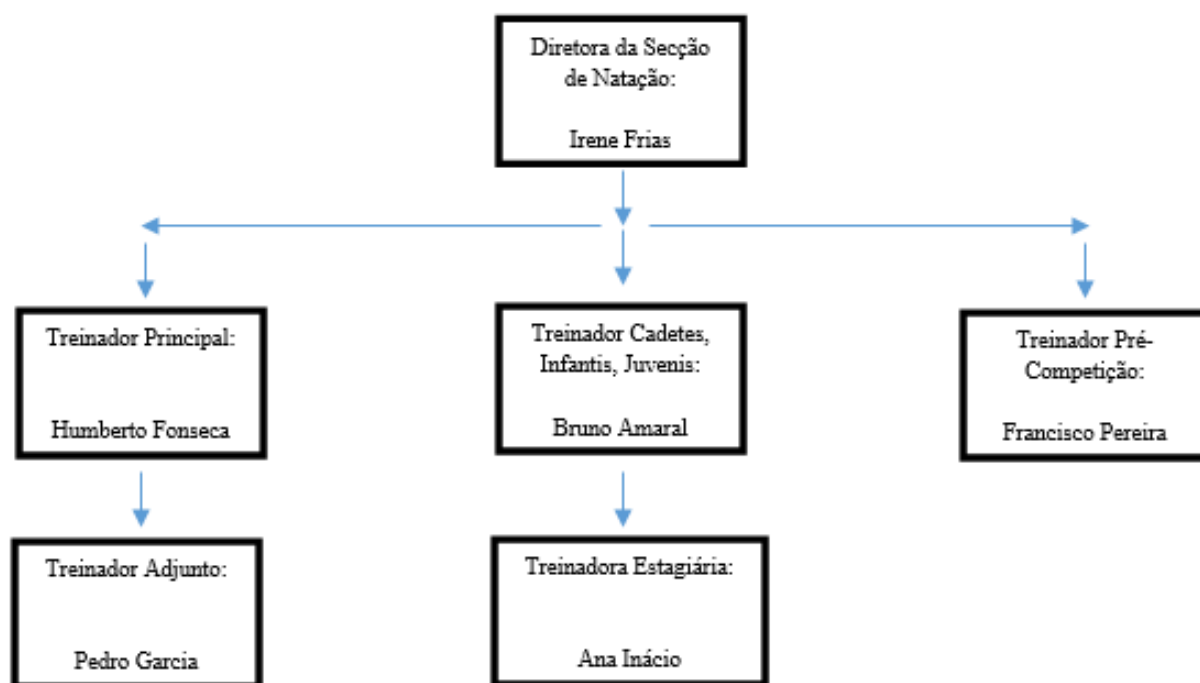 Diretora da Secção
de Natação:
Irene Frias
Treinador Principal:
Humberto Fonseca
Treinador Cadetes,
Infantis, Juvenis:
Bruno Amaral
Treinador Pré-
Competição:
Francisco Pereira
Treinador Adjunto:
Pedro Garcia
Treinadora Estagiária:
Ana Inácio